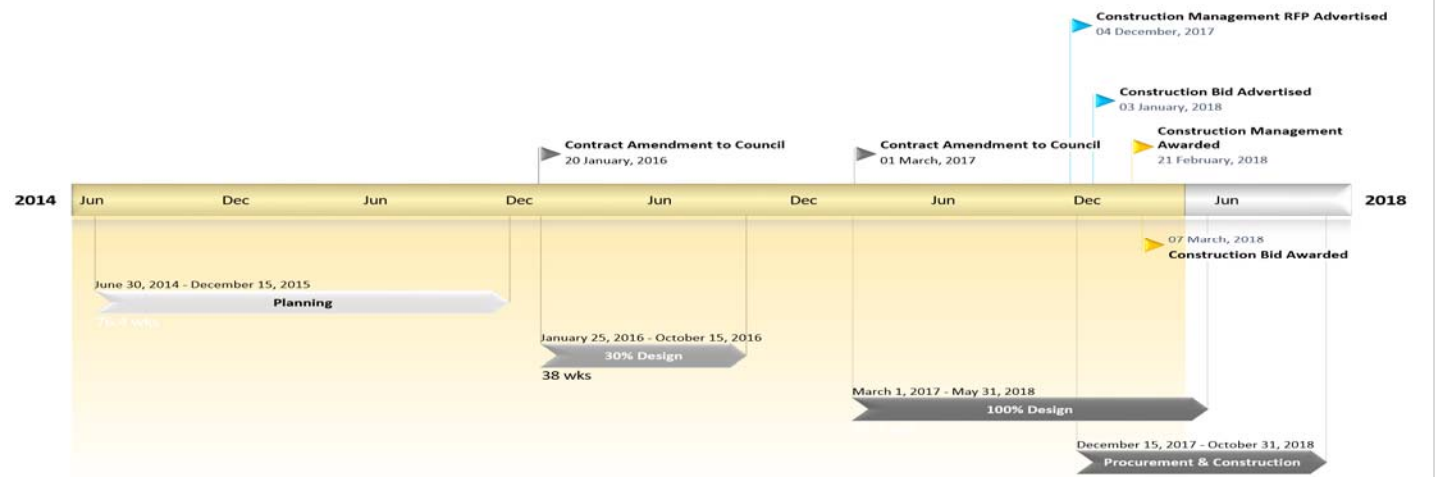 Construction Management RFP Advertised
04 December, 2017
Construction Bid Advertised
03 January, 2018
Contract Amendment to Council
20 January, 2016
Contract Amendment to Council
01 March, 2017
Construction Management
Awarded
21 February, 2018
2014 Jun Dec Jun Dec Jun Dec Jun Dec Jun 2018
07 March, 2018
Construction Bid Awarded
June 30, 2014 - December 15, 2015
Planning
wks
January 25, 2016 - October 15, 2016
30% Design
38 wks
March 1, 2017 - May 31, 2018
100% Design
December 15, 2017 - October 31, 2018
Procurement & Construction